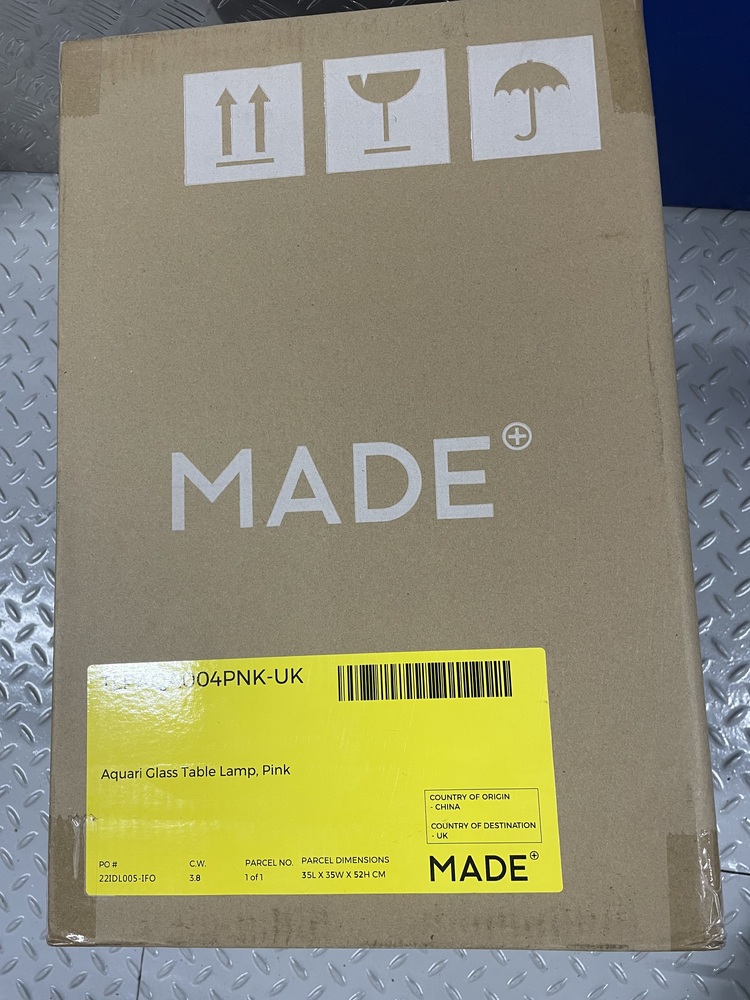 MADE
004PNK-UK
Aquari Glass Table Lamp, Pink
COUNTRY OF ORIGIN
- CHINA
COUNTRY OF DESTINATION
- UK
PO # C.W. PARCEL NO. PARCEL DIMENSIONS
22IDL005-IFO 3.8 1 of 1 35L X 35W X 52H CM
MADE